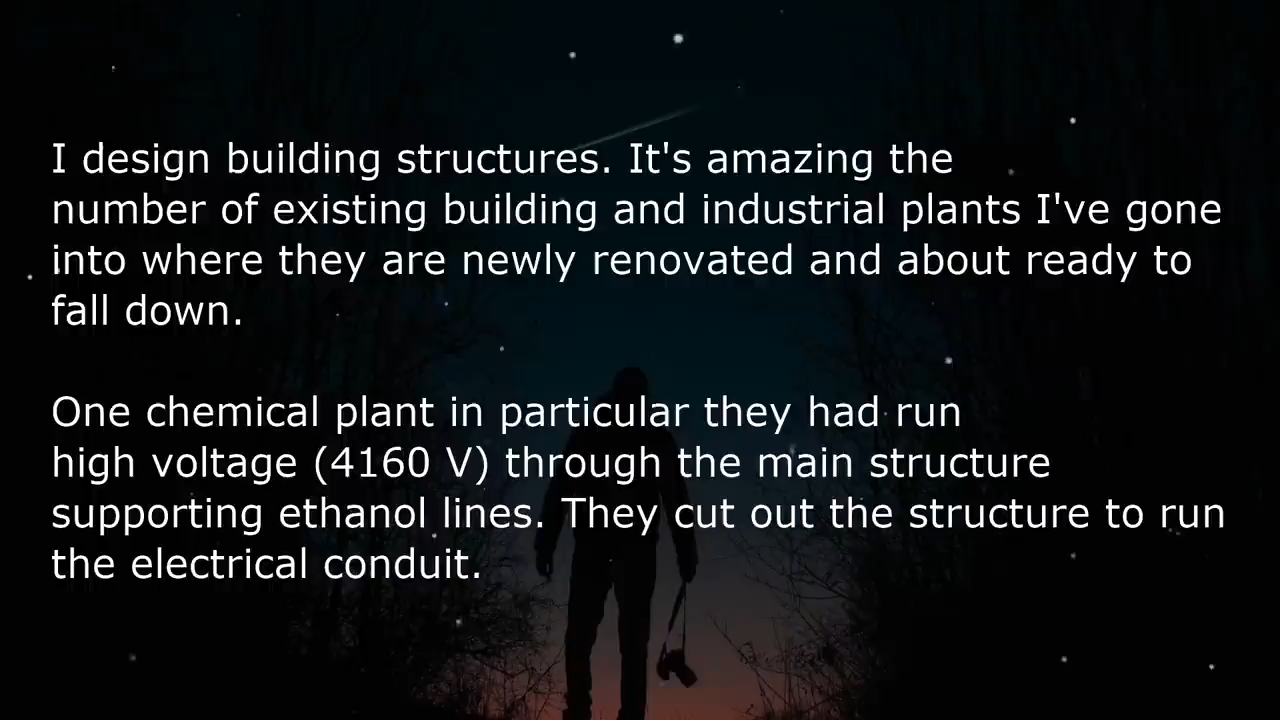 I design building structures. It's amazing the
number of existing building and industrial plants I've gone
into where they are newly renovated and about ready to
fall down.
One chemical plant in particular they had run
high voltage (4160 V) through the main structure
supporting ethanol lines. They cut out the structure to run
the electrical conduit.